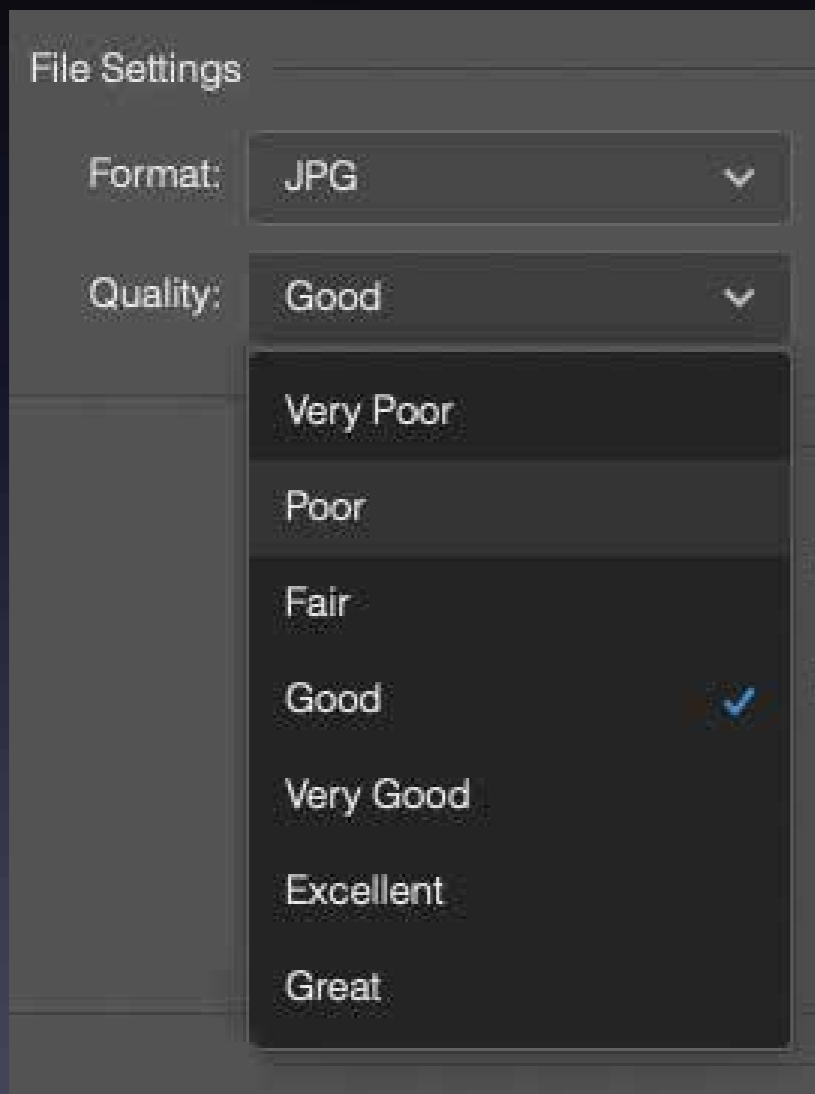 File Settings
Format: JPG
Quality: Good
Very Poor
Poor
Fair
Good
Very Good
Excellent
Great